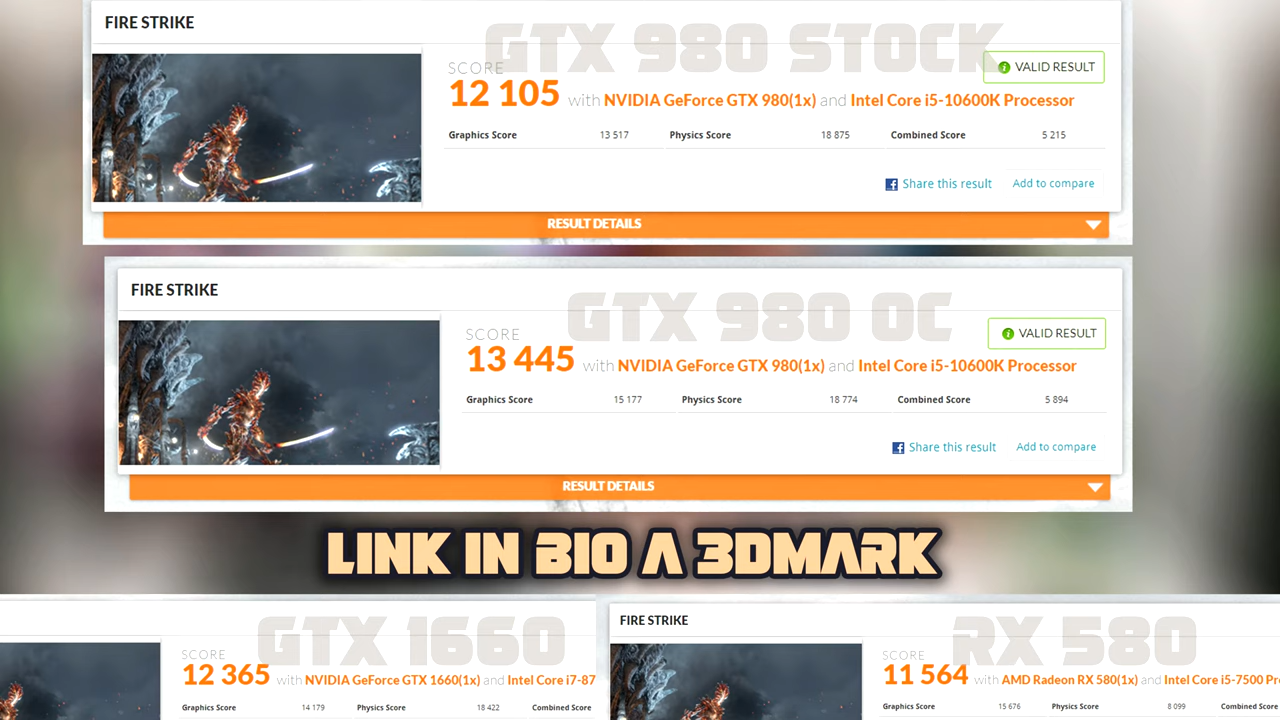 FIRE STRIKE
GTX 980 STOCK
SCORE
VALID RESULT
12 105 with NVIDIA GeForce GTX 980(1x) and Intel Core i5-10600K Processor
Graphics Score 13 517 Physics Score 18 875 Combined Score 5 215
Share this result Add to compare
RESULT DETAILS
FIRE STRIKE
GTX 980 OC
SCORE
VALID RESULT
13 445 with NVIDIA GeForce GTX 980(1x) and Intel Core i5-10600K Processor
Graphics Score 15 177 Physics Score 18 774 Combined Score 5 894
Share this result Add to compare
RESULT DETAILS
LINK IN BIO A 3DMARK
GTX 1660
SCORE
12 365 with NVIDIA GeForce GTX 1660(1x) and Intel Core i7-87
Graphics Score 14 179 Physics Score 18 422 Combined Score
FIRE STRIKE
RX 580
SCORE
11 564 with AMD Radeon RX 580(1x) and Intel Core i5-7500 Pr
Graphics Score 15 676 Physics Score 8 099 Combined Score